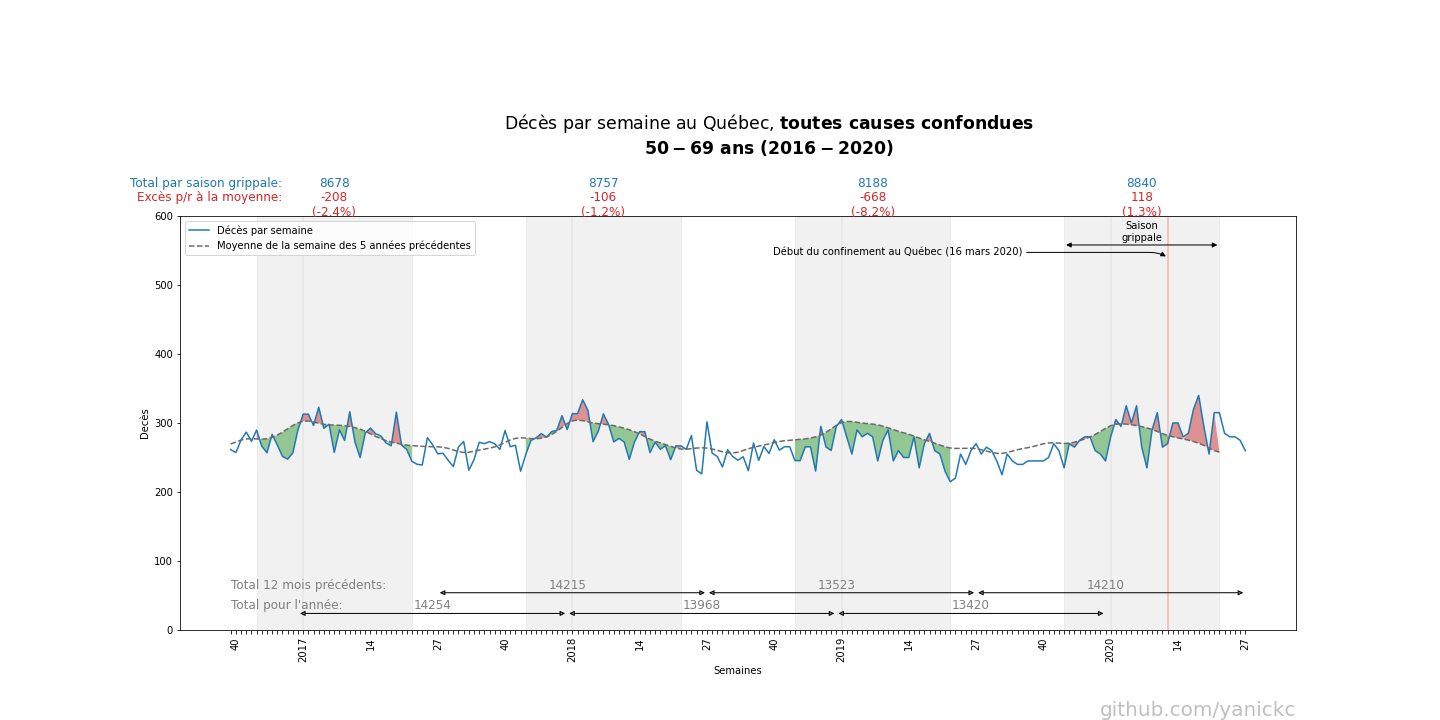 Décès par semaine au Québec, toutes causes confondues
50 – 69 ans (2016 – 2020)
Total par saison grippale: 8678 8757 8188 8840
Excès p/r à la moyenne: -208 -106 -668 118
(-2.4%) (-1.2%) (-8.2%) (1.3%)
600
Décès par semaine
Moyenne de la semaine des 5 années précédentes
Saison
grippale
Début du confinement au Québec (16 mars 2020)
500
400
300
200
100
0
Decès
Total 12 mois précédents: 14215 13523 14210
Total pour l'année: 14254 13968 13420
40 2017 14 27 40 2018 14 27 40 2019 14 27 40 2020 14 27
Semaines
github.com/yanickc